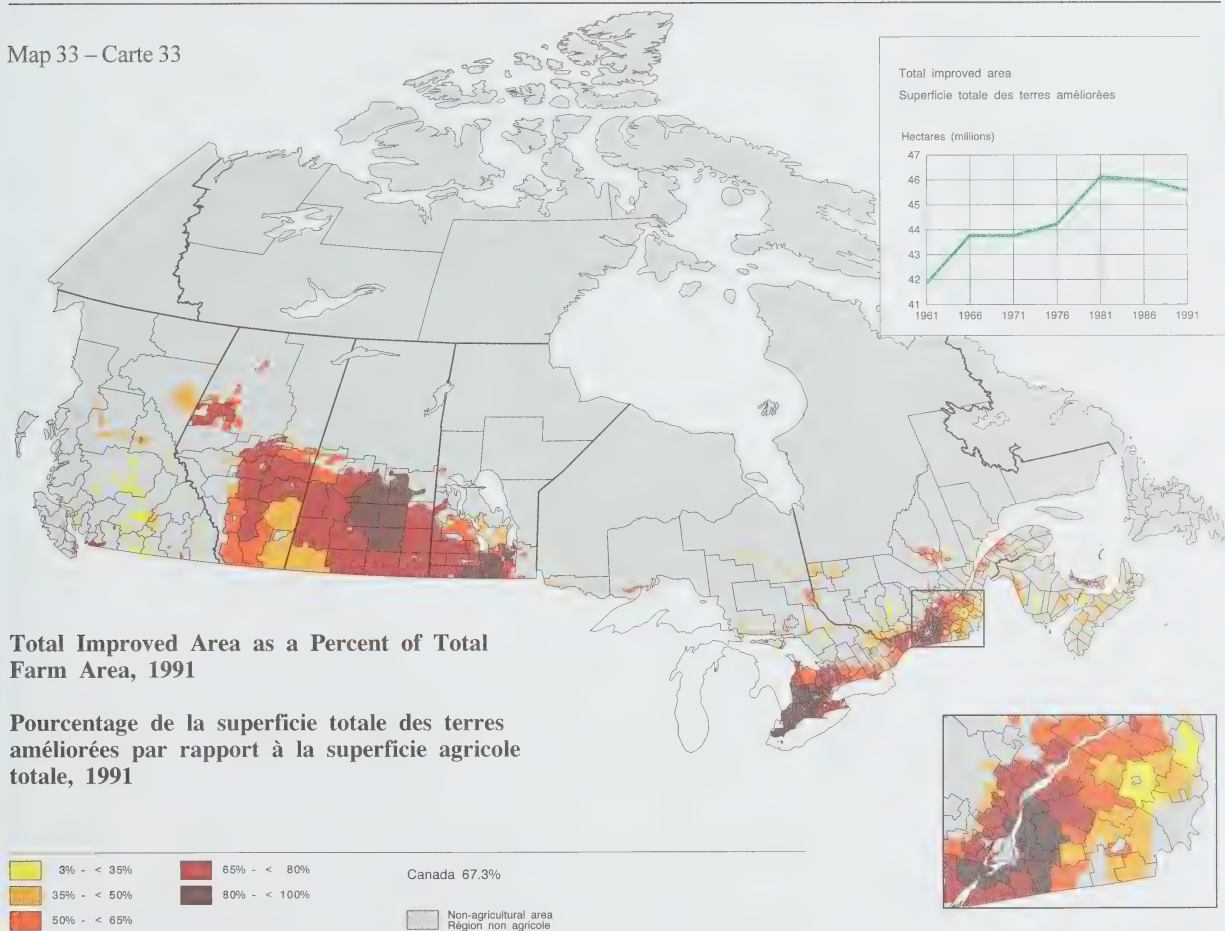 Map 33 – Carte 33
Total improved area
Superficie totale des terres améliorées
Hectares (millions)
47
46
45
44
43
42
41
1961 1966 1971 1976 1981 1986 1991
Total Improved Area as a Percent of Total
Farm Area, 1991
Pourcentage de la superficie totale des terres
améliorées par rapport à la superficie agricole
totale, 1991
3% - < 35%
35% - < 50%
50% - < 65%
65% - < 80%
80% - < 100%
Canada 67.3%
Non-agricultural area
Région non agricole